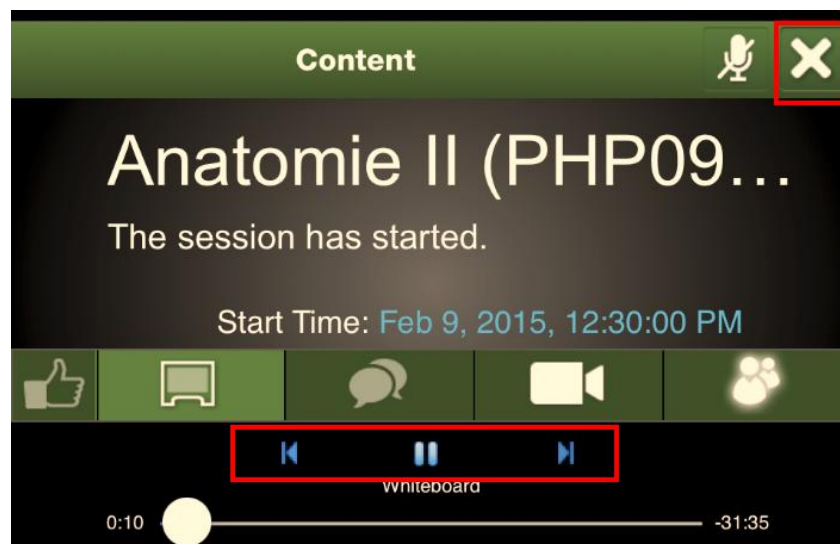 Content
Anatomie II (PHP09...
The session has started.
Start Time: Feb 9, 2015, 12:30:00 PM
Whiteboard
0:10 -31:35